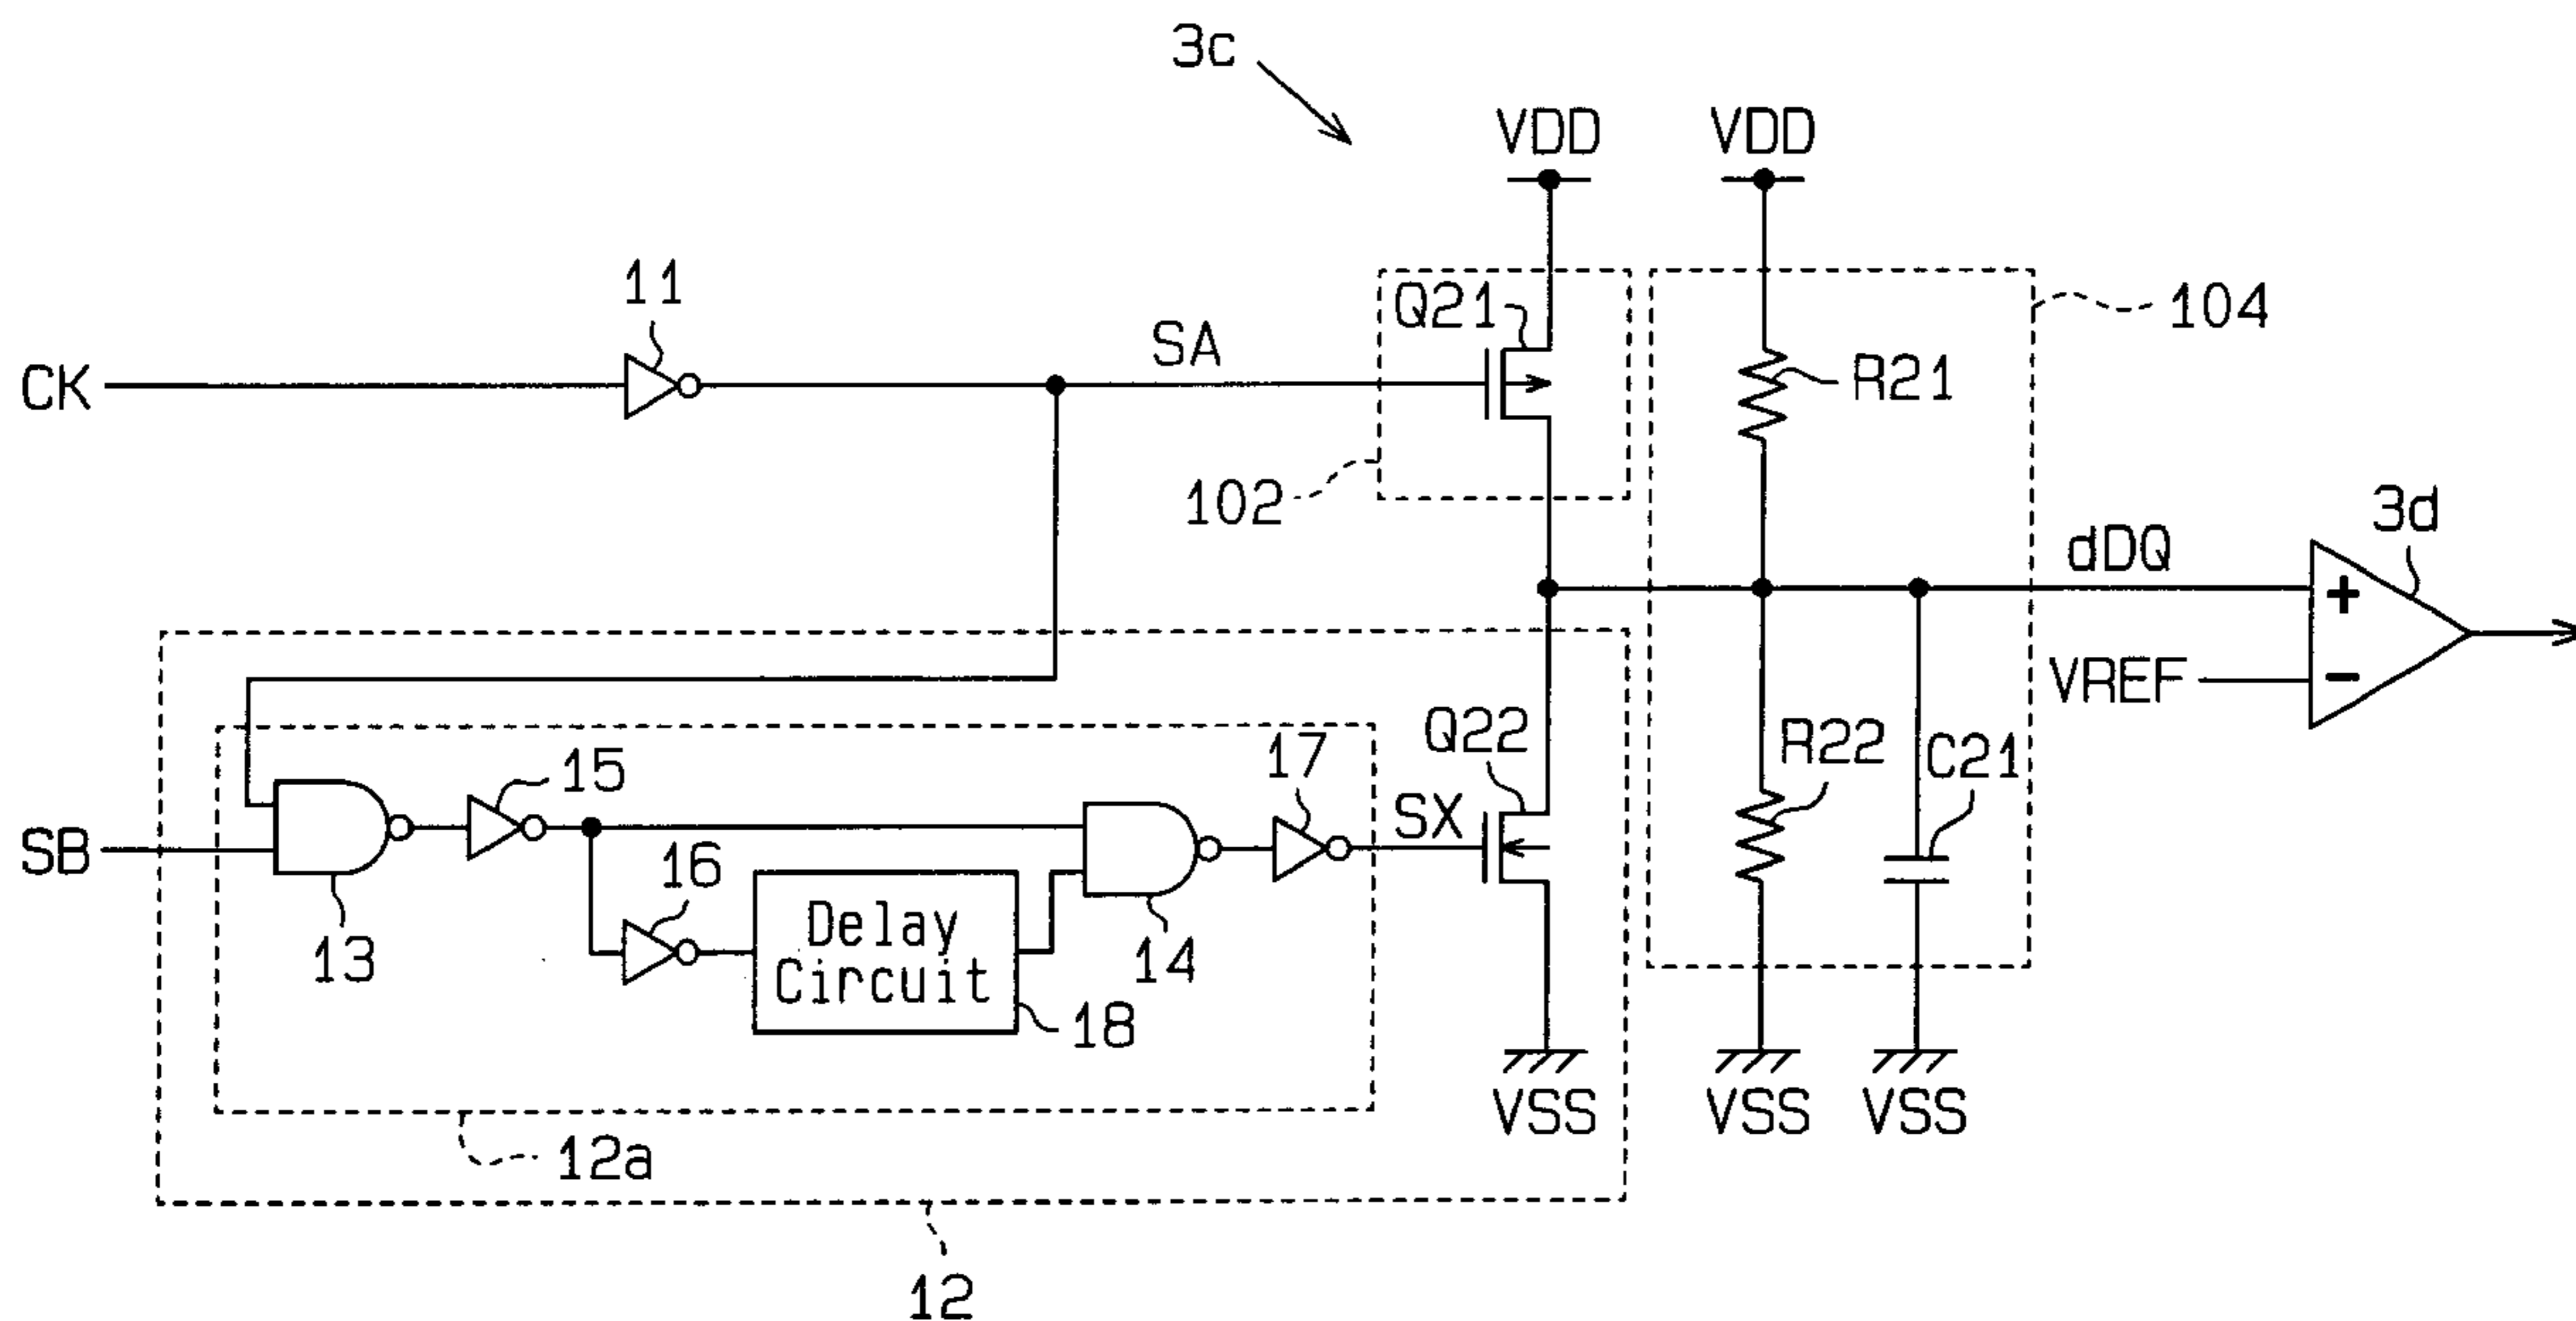 3c
VDD
VDD
11
Q21
104
SA
R21
CK
102
3d
dDQ
VREF
Q22
R22
C21
17
15
SX
SB
16
Delay
Circuit
13
14
18
VSS
VSS
VSS
12a
12
+
-